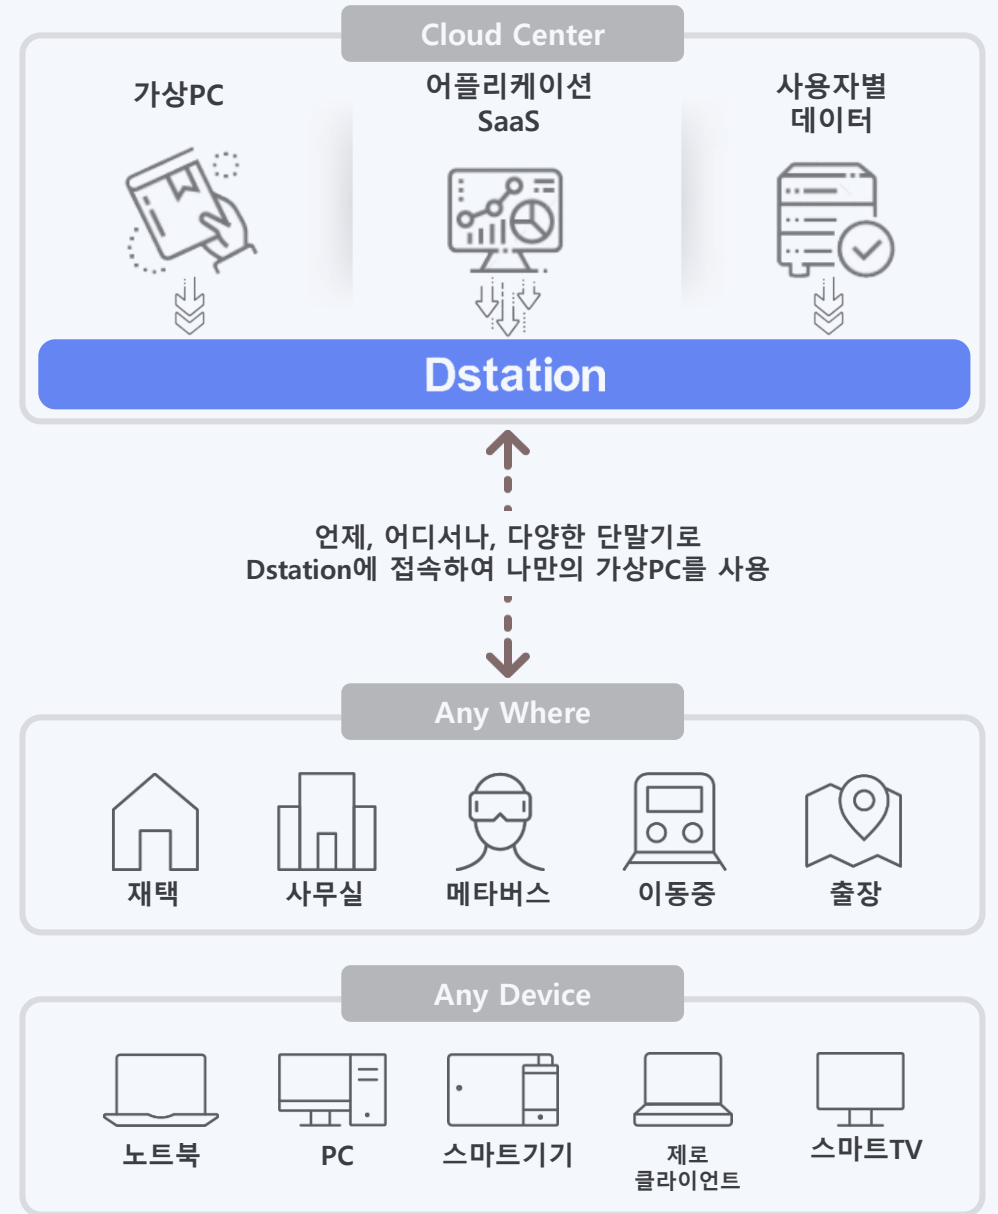 Cloud Center
가상PC
어플리케이션
SaaS
사용자별
데이터
Dstation
언제, 어디서나, 다양한 단말기로
Dstation에 접속하여 나만의 가상PC를 사용
Any Where
재택
사무실
메타버스
이동중
출장
Any Device
노트북
PC
스마트기기
제로
클라이언트
스마트TV